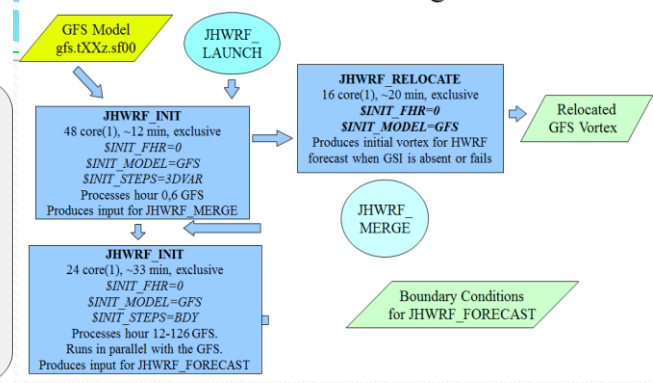 GFS Model
gfs.tXXz.sf00
JHWRF_
LAUNCH
JHWRF_INIT
48 core(1), ~12 min, exclusive
$INIT_FHR=0
$INIT_MODEL=GFS
$INIT_STEPS=3DVAR
Processes hour 0,6 GFS
Produces input for JHWRF_MERGE
JHWRF_RELOCATE
16 core(1), ~20 min, exclusive
$INIT_FHR=0
$INIT_MODEL=GFS
Produces initial vortex for HWRF
forecast when GSI is absent or fails
Relocated
GFS Vortex
JHWRF_
MERGE
JHWRF_INIT
24 core(1), ~33 min, exclusive
$INIT_FHR=0
$INIT_MODEL=GFS
$INIT_STEPS=BDY
Processes hour 12-126 GFS.
Runs in parallel with the GFS.
Produces input for JHWRF_FORECAST
Boundary Conditions
for JHWRF_FORECAST